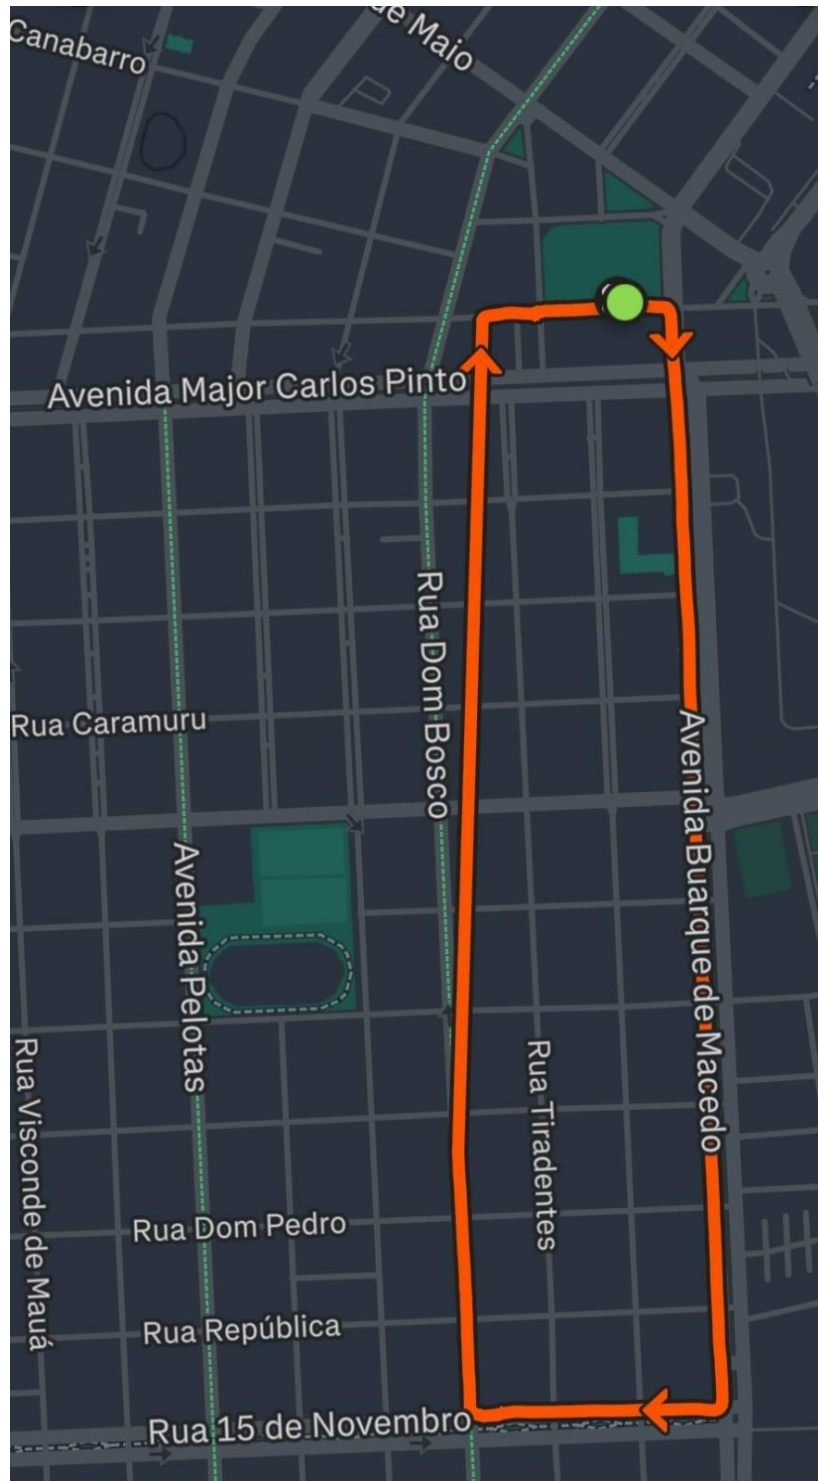 de Maio
Canabarro
Avenida Major Carlos Pinto
Rua Dom Bosco
Rua Caramuru
Avenida Buarque de Macedo
Avenida Pelotas
Rua Visconde de Mauá
Rua Tiradentes
Rua Dom Pedro
Rua República
Rua 15 de Novembro